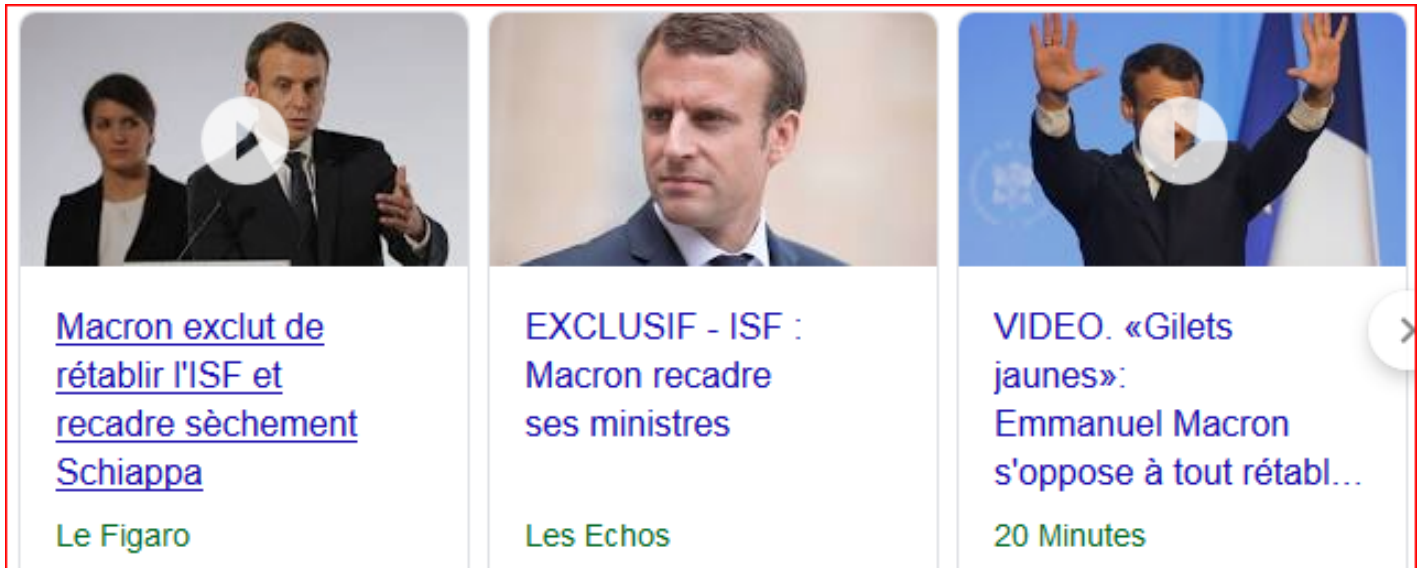 Macron exclut de
rétablir l'ISF et
recadre sèchement
Schiappa
Le Figaro
EXCLUSIF - ISF :
Macron recadre
ses ministres
Les Echos
VIDEO. «Gilets
jaunes»:
Emmanuel Macron
s'oppose à tout rétabl...
20 Minutes